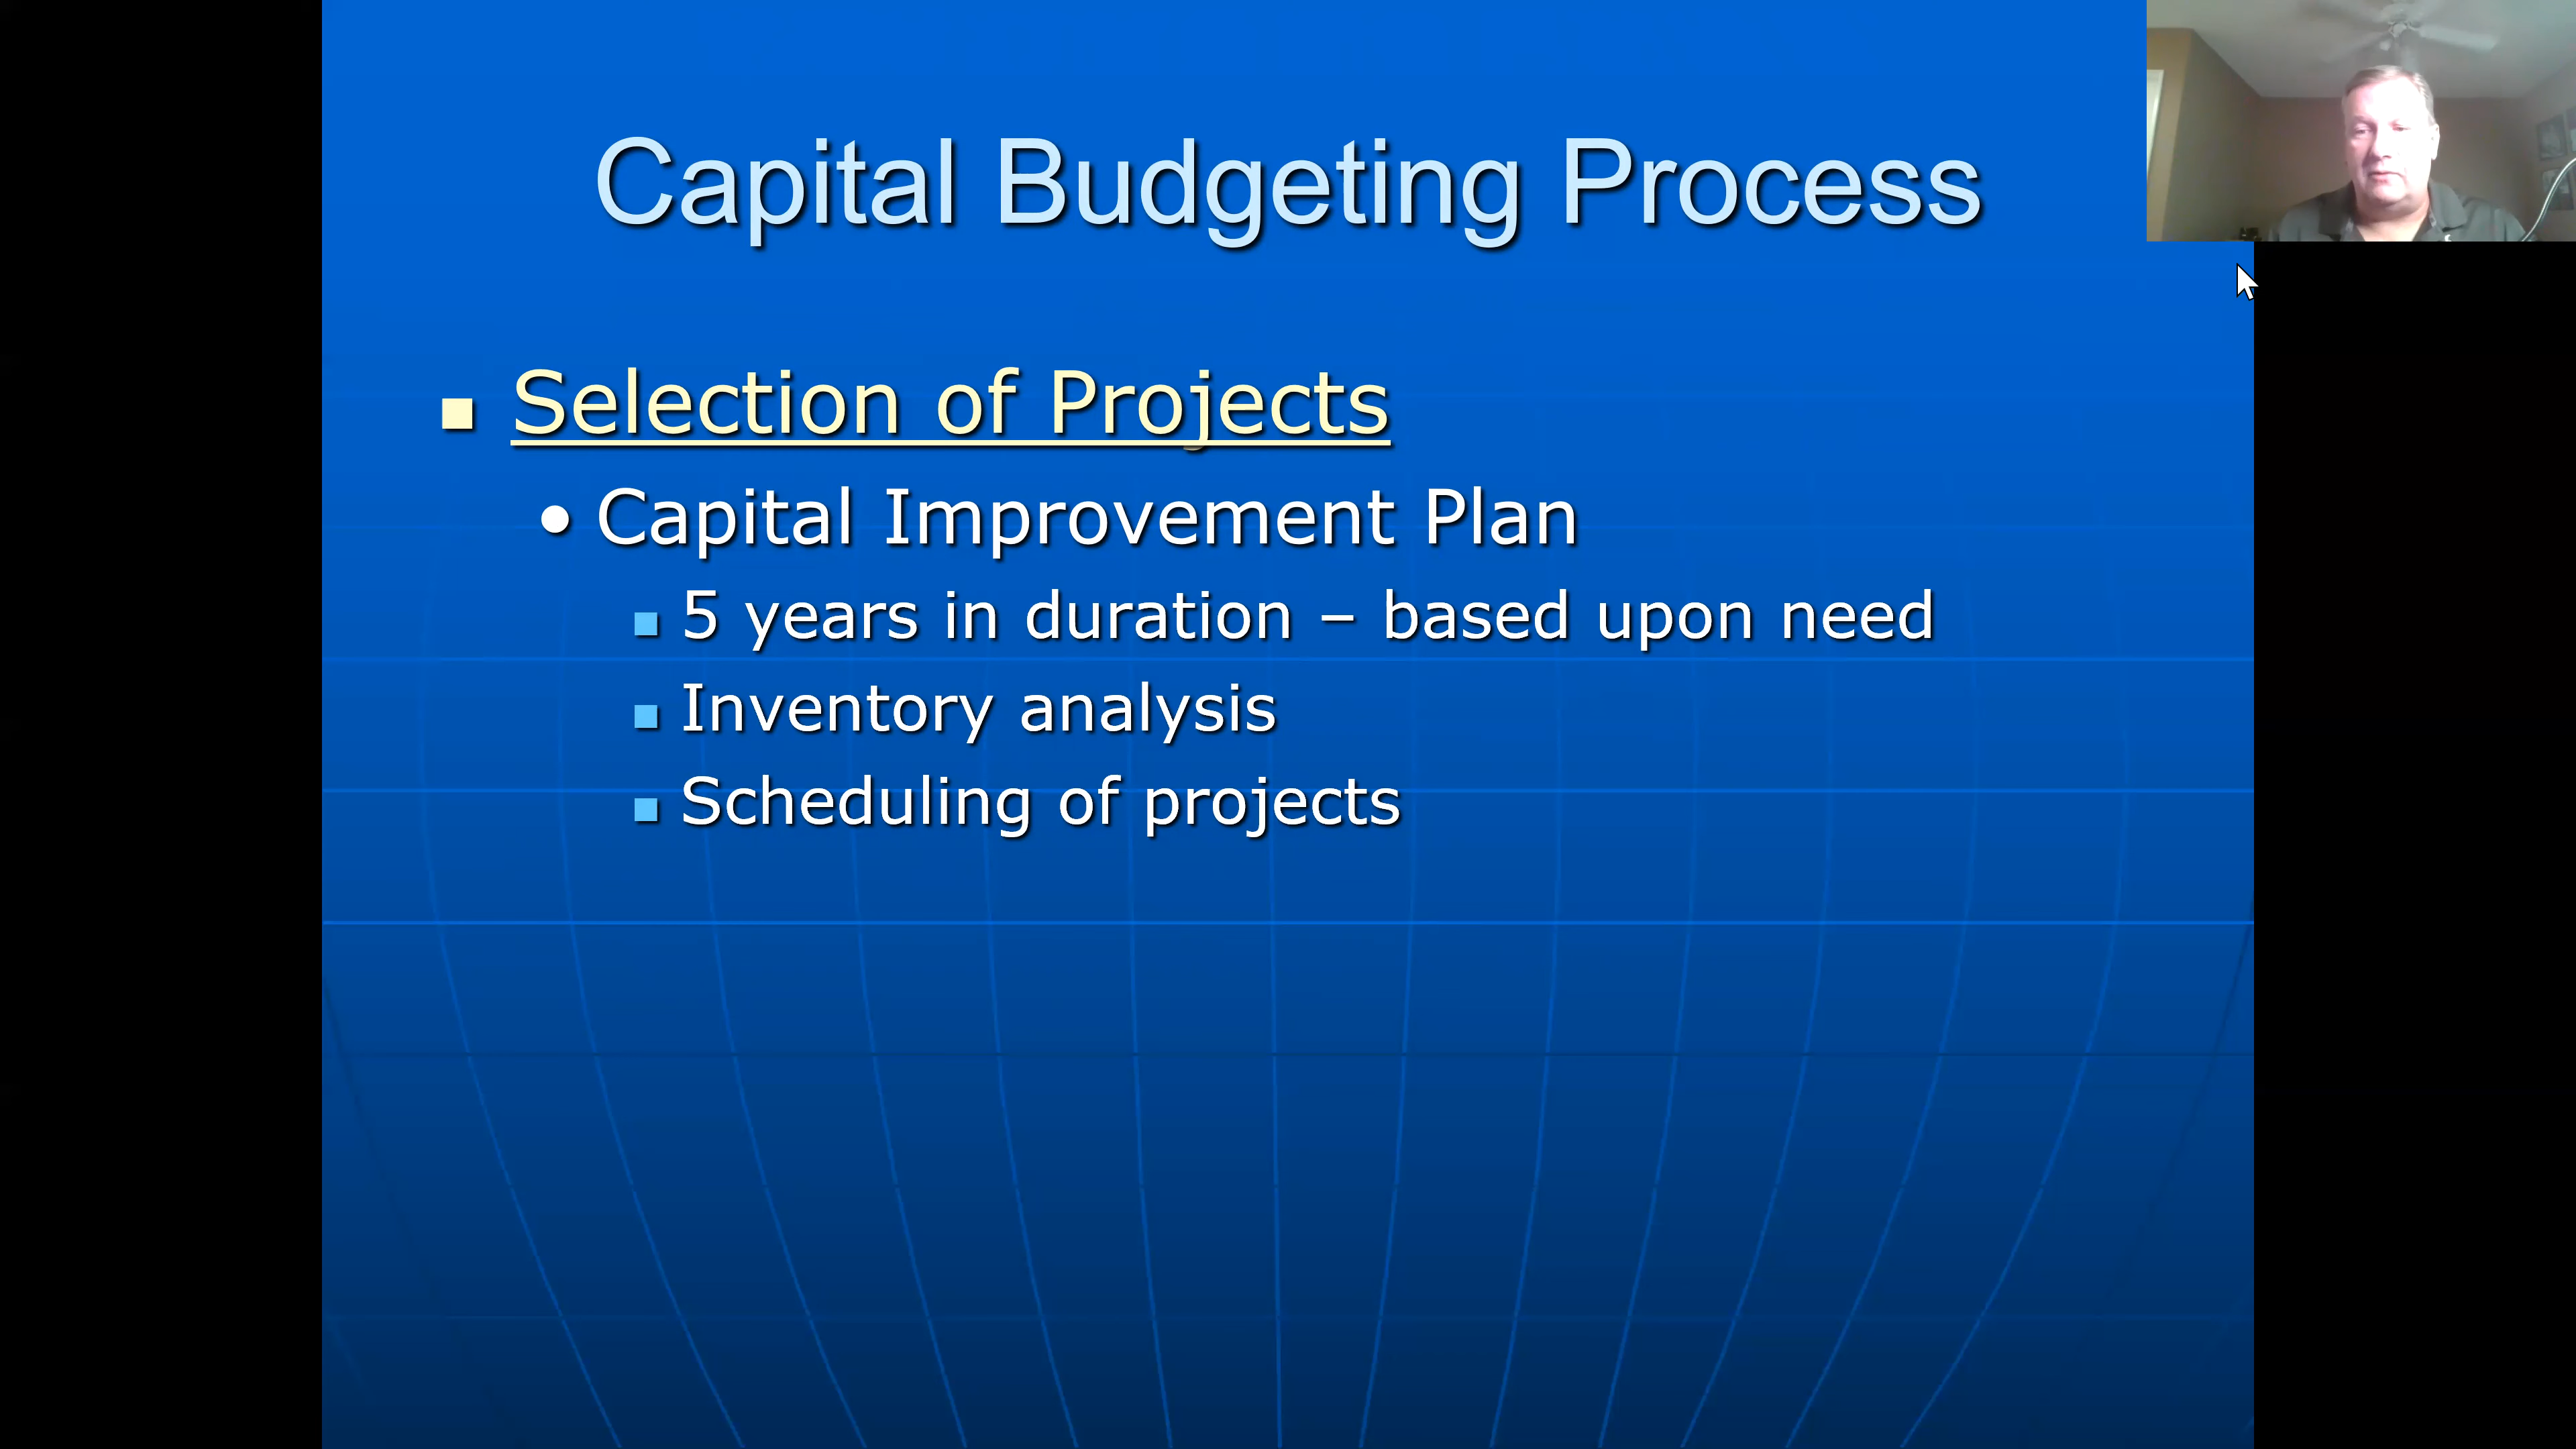 Capital Budgeting Process
Selection of Projects
Capital Improvement Plan
5 years in duration – based upon need
Inventory analysis
Scheduling of projects